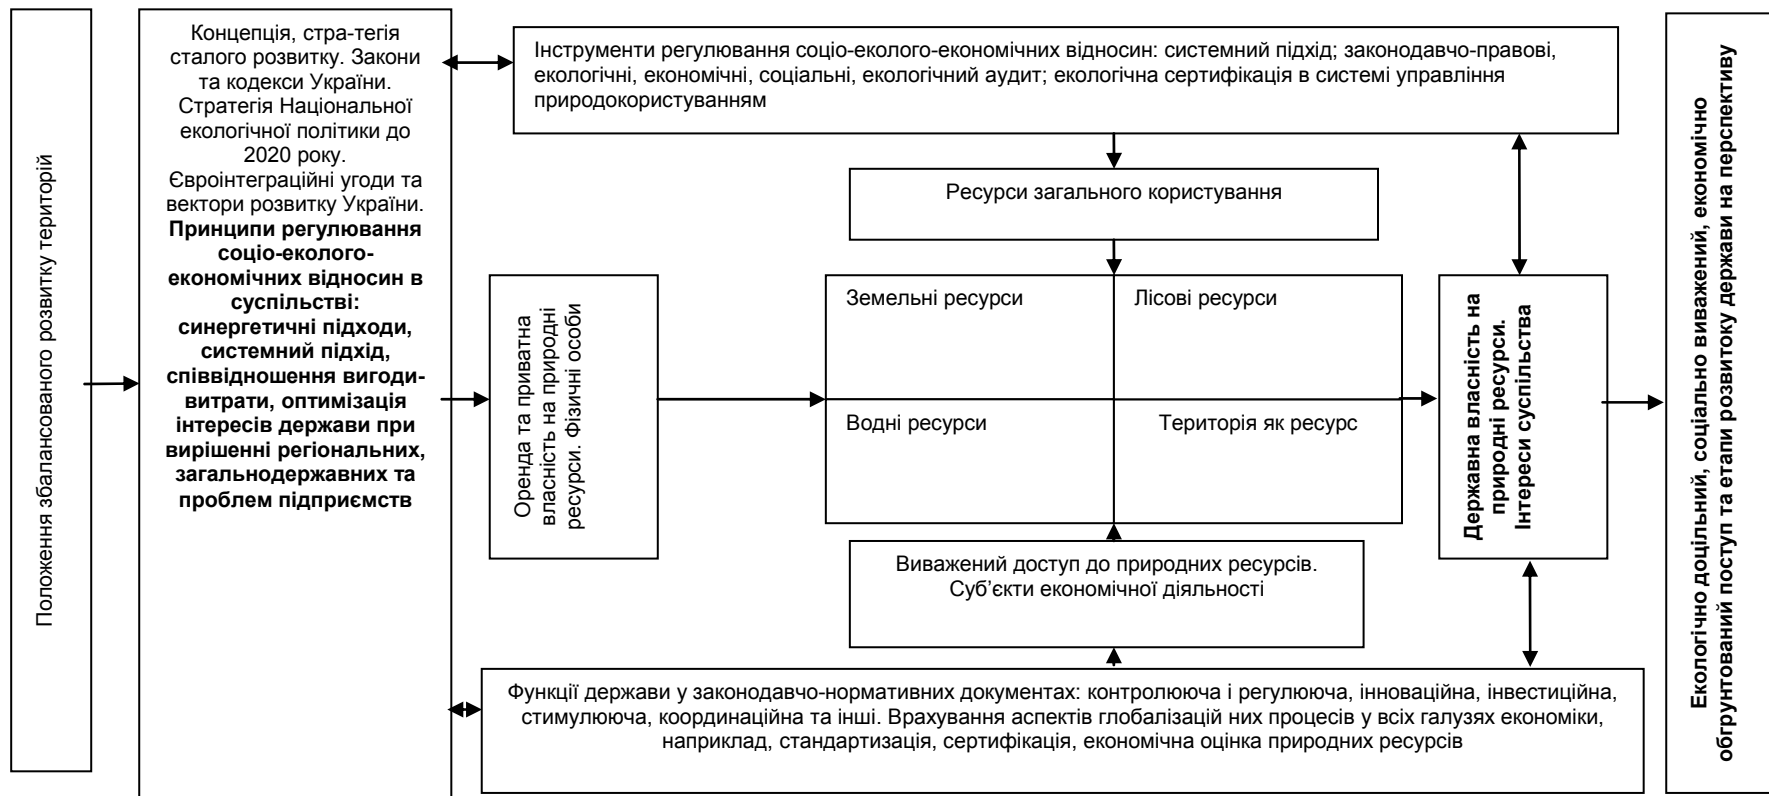 Положення збалансованого розвитку територій
Концепція, стра-тегія
сталого розвитку. Закони
та кодекси України.
Стратегія Національної
екологічної політики до
2020 року.
Євроінтеграційні угоди та
вектори розвитку України.
Принципи регулювання
соціо-еколого-
економічних відносин в
суспільстві:
синергетичні підходи,
системний підхід,
співвідношення вигоди-
витрати, оптимізація
інтересів держави при
вирішенні регіональних,
загальнодержавних та
проблем підприємств
Інструменти регулювання соціо-еколого-економічних відносин: системний підхід; законодавчо-правові,
екологічні, економічні, соціальні, екологічний аудит; екологічна сертифікація в системі управління
природокористуванням
Ресурси загального користування
Оренда та приватна
власність на природні
ресурси. Фізичні особи
Земельні ресурси
Лісові ресурси
Водні ресурси
Територія як ресурс
Виважений доступ до природних ресурсів.
Суб’єкти економічної діяльності
Державна власність на
природні ресурси.
Інтереси суспільства
Функції держави у законодавчо-нормативних документах: контролююча і регулююча, інноваційна, інвестиційна,
стимулююча, координаційна та інші. Врахування аспектів глобалізацій них процесів у всіх галузях економіки,
наприклад, стандартизація, сертифікація, економічна оцінка природних ресурсів
Екологічно доцільний, соціально виважений, економічно
обгрунтований поступ та етапи розвитоку держави на перспективу